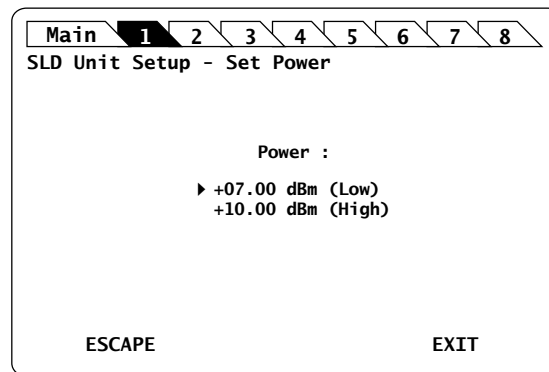 Main 1 2 3 4 5 6 7 8
SLD Unit Setup - Set Power
Power :
+07.00 dBm (Low)
+10.00 dBm (High)
ESCAPE EXIT